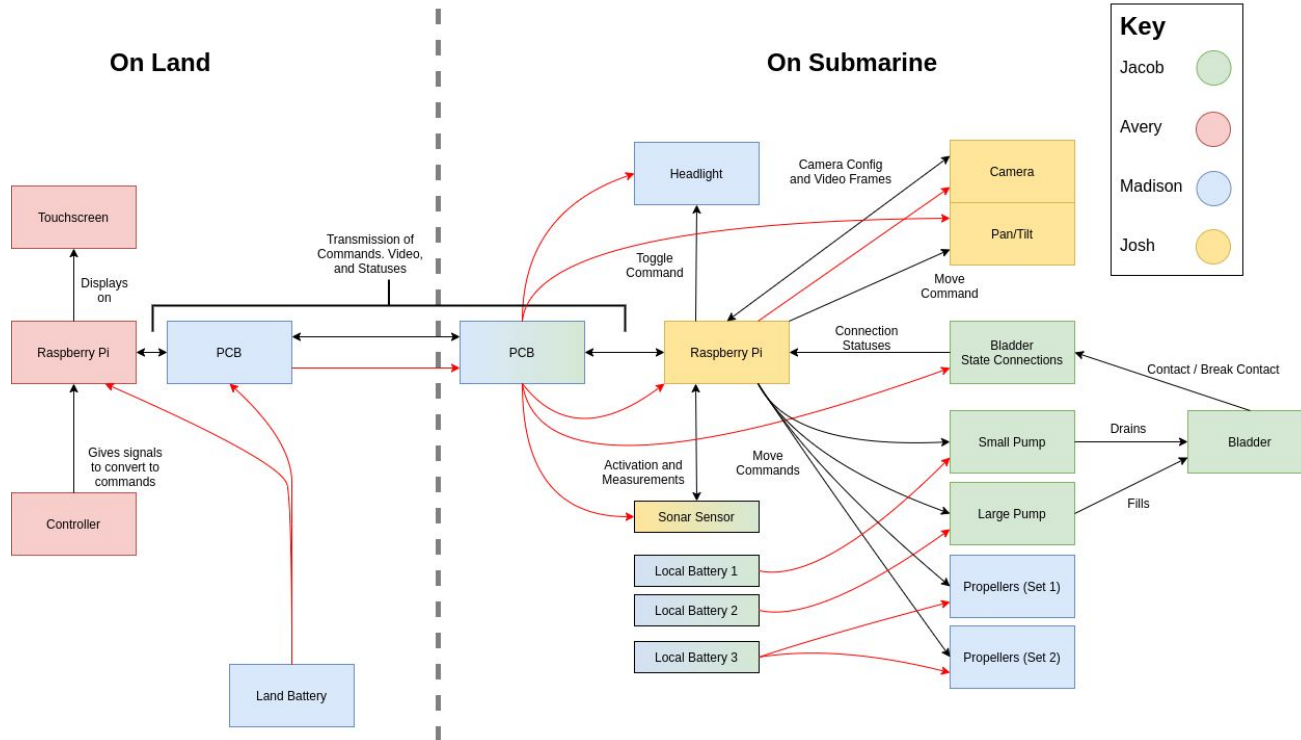 On Land
On Submarine
Key
Jacob
Avery
Madison
Josh
Touchscreen
Displays
on
Raspberry Pi
PCB
Gives signals
to convert to
commands
Controller
Land Battery
Transmission of
Commands. Video,
and Statuses
PCB
Headlight
Toggle
Command
Raspberry Pi
Camera Config
and Video Frames
Camera
Pan/Tilt
Move
Command
Connection
Statuses
Bladder
State Connections
Contact / Break Contact
Small Pump
Drains
Bladder
Large Pump
Fills
Move
Commands
Activation and
Measurements
Sonar Sensor
Local Battery 1
Local Battery 2
Local Battery 3
Propellers (Set 1)
Propellers (Set 2)